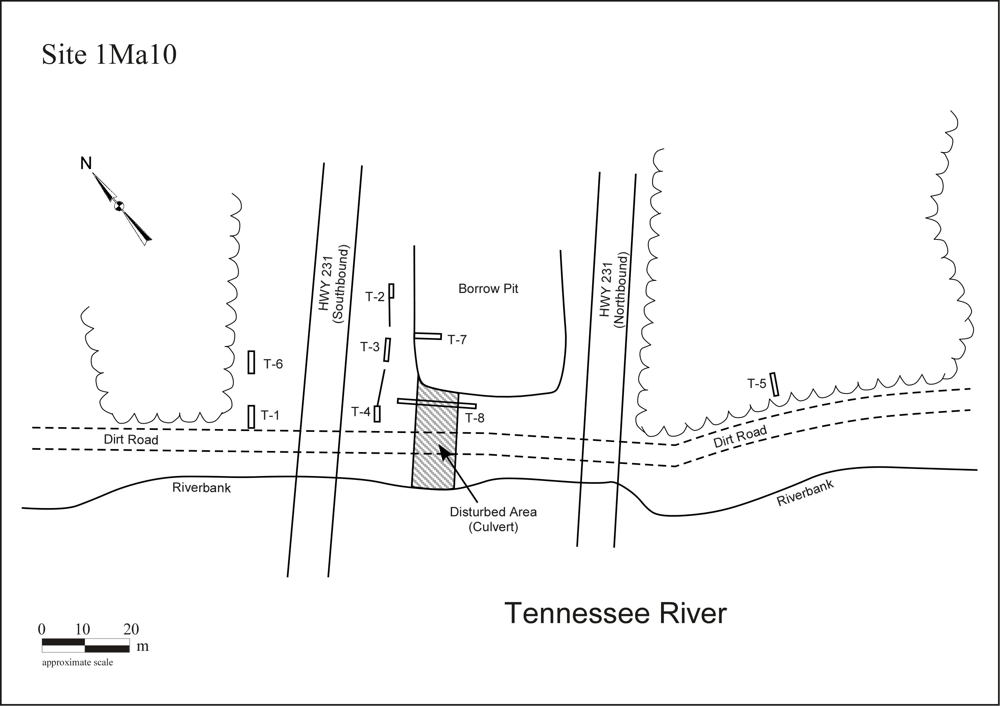 Site 1Ma10
N
HWY 231
(Southbound)
HWY 231
(Northbound)
Borrow Pit
T-2
T-7
T-3
T-6
T-5
T-4
T-1
T-8
Dirt Road
Dirt Road
Riverbank
Riverbank
Disturbed Area
(Culvert)
Tennessee River
0 10 20
m
approximate scale